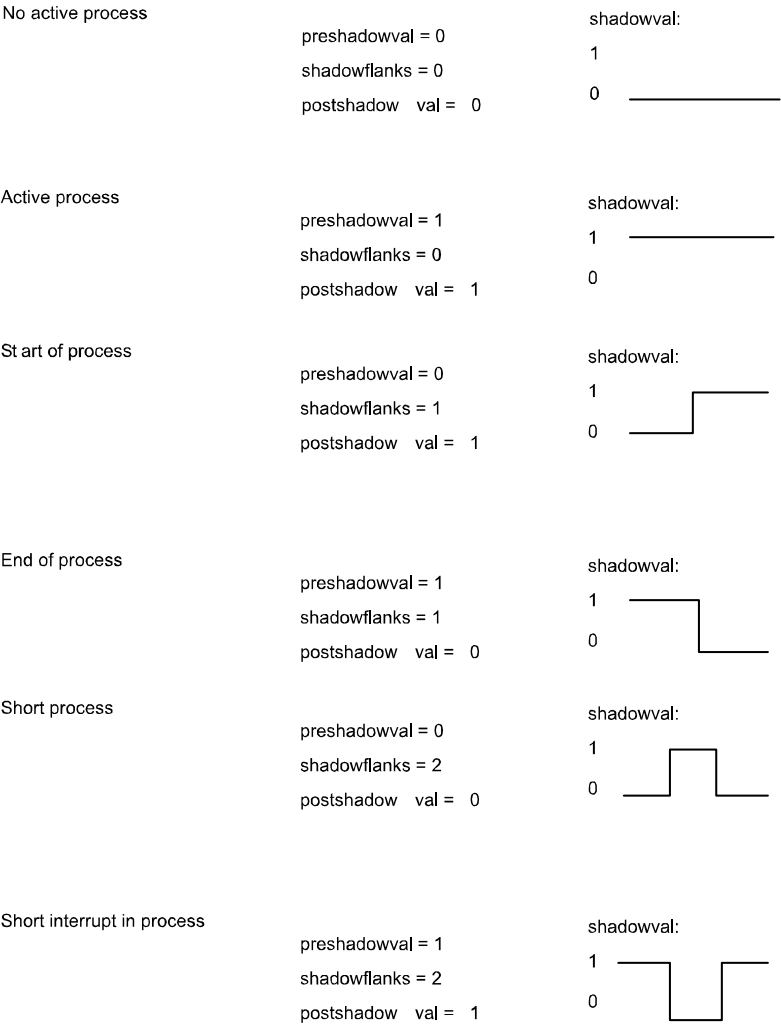 No active process
preshadowval = 0
shadowflanks = 0
postshadow val = 0
shadowval:
1
0
Active process
preshadowval = 1
shadowflanks = 0
postshadow val = 1
shadowval:
1
0
St art of process
preshadowval = 0
shadowflanks = 1
postshadow val = 1
shadowval:
1
0
End of process
preshadowval = 1
shadowflanks = 1
postshadow val = 0
shadowval:
1
0
Short process
preshadowval = 0
shadowflanks = 2
postshadow val = 0
shadowval:
1
0
Short interrupt in process
preshadowval = 1
shadowflanks = 2
postshadow val = 1
shadowval:
1
0